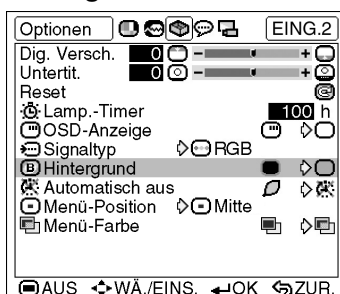 Optionen EING.2
Dig. Versch. 0 - +
Untertit. 0 - +
Reset
Lamp.-Timer 100 h
OSD-Anzeige
Signaltyp RGB
B Hintergrund
Automatisch aus
Menü-Position Mitte
Menü-Farbe
AUS WÄ./EINS. OK ZUR.